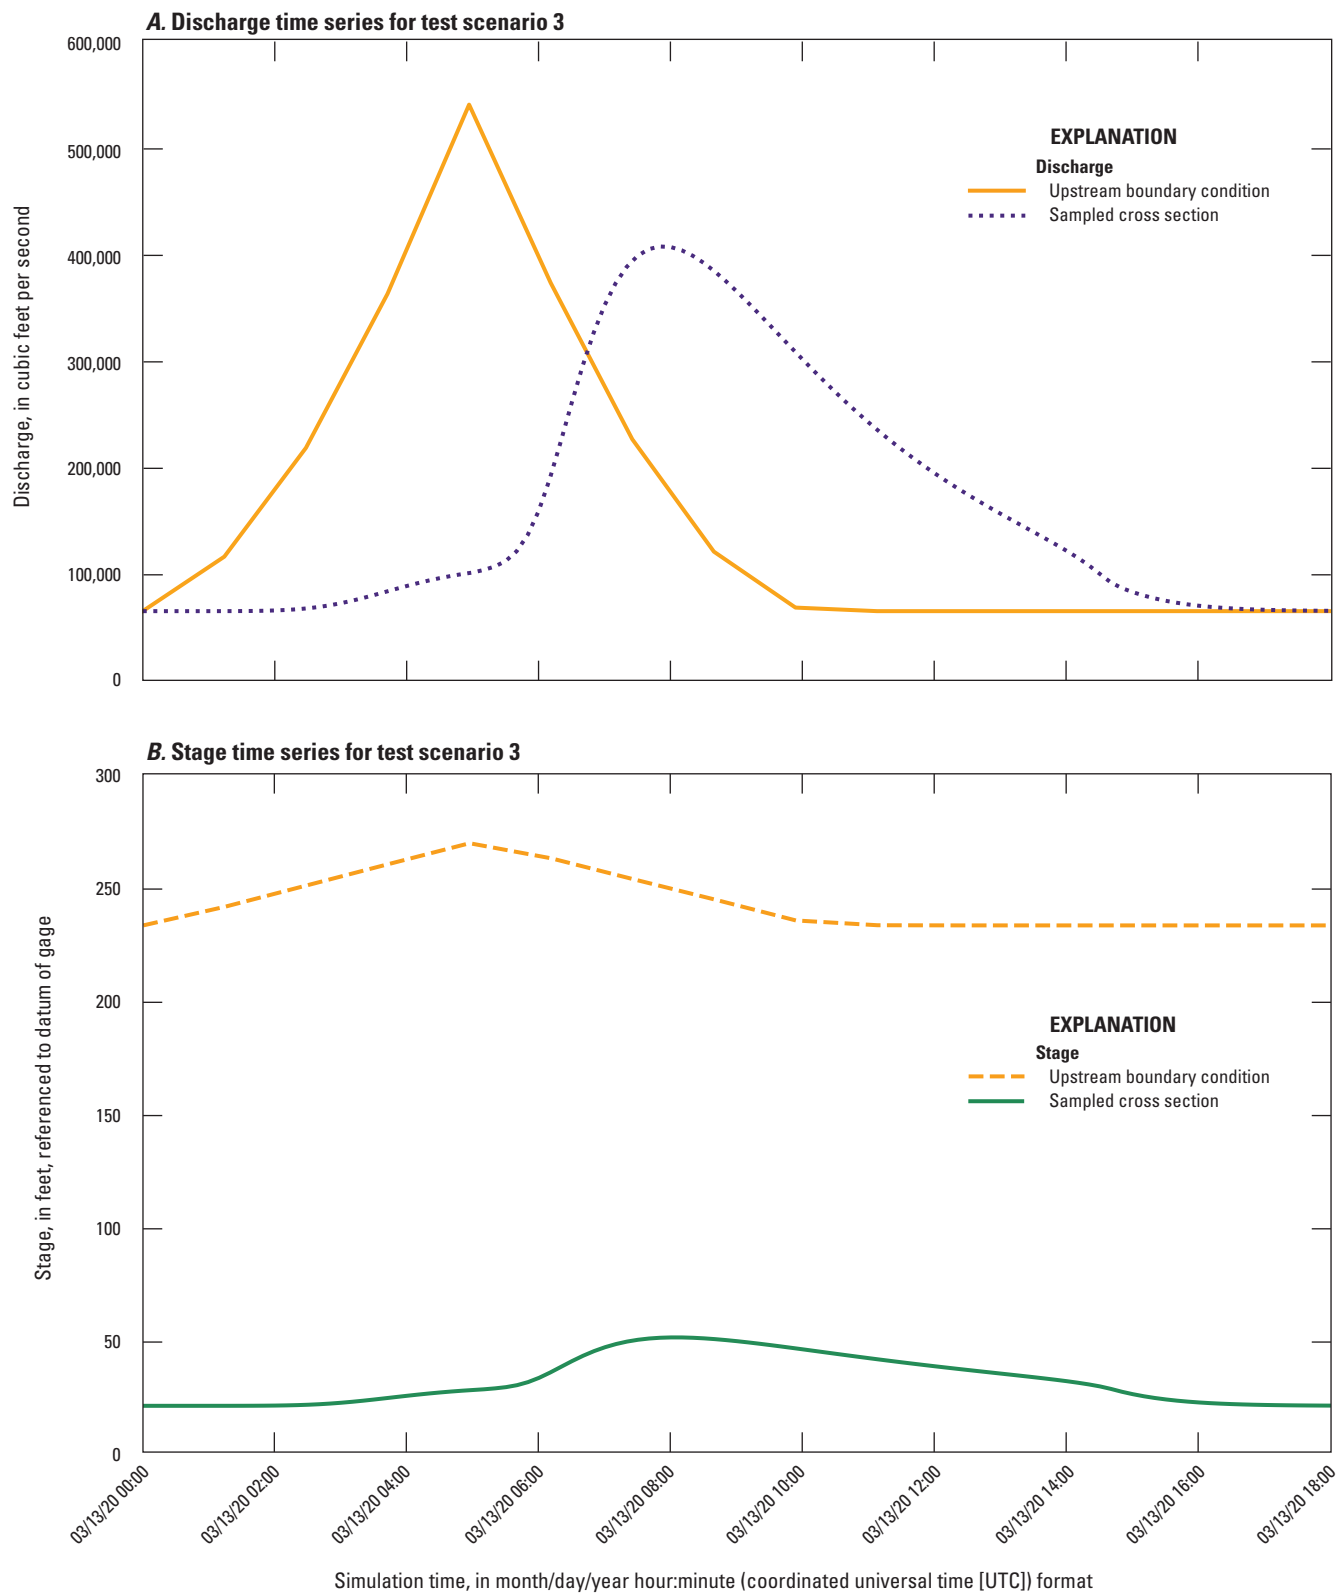 A. Discharge time series for test scenario 3
600,000
500,000
400,000
300,000
200,000
100,000
0
Discharge, in cubic feet per second
EXPLANATION
Discharge
Upstream boundary condition
Sampled cross section
B. Stage time series for test scenario 3
300
250
200
150
100
50
0
Stage, in feet, referenced to datum of gage
EXPLANATION
Stage
Upstream boundary condition
Sampled cross section
03/13/20 00:00
03/13/20 02:00
03/13/20 04:00
03/13/20 06:00
03/13/20 08:00
03/13/20 10:00
03/13/20 12:00
03/13/20 14:00
03/13/20 16:00
03/13/20 18:00
Simulation time, in month/day/year hour:minute (coordinated universal time [UTC]) format